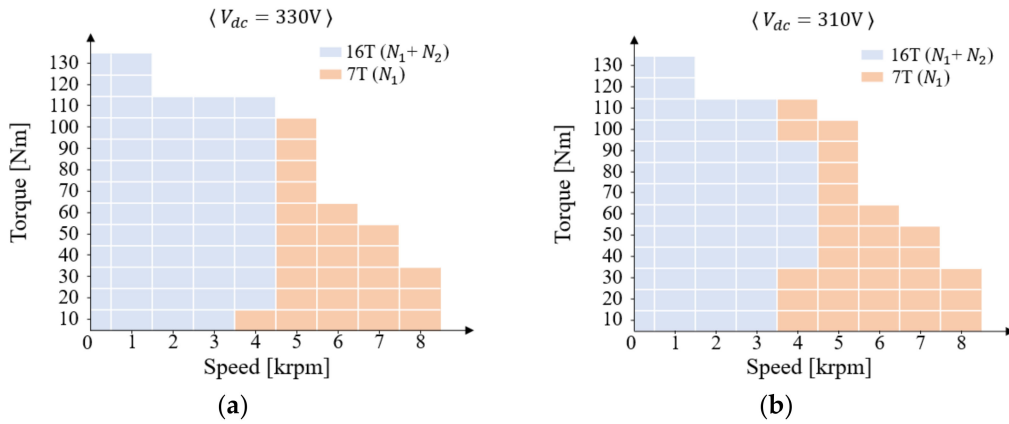 ⟨ V_dc = 330V ⟩
16T (N₁+ N₂)
7T (N₁)
Torque [Nm]
130
120
110
100
90
80
70
60
50
40
30
20
10
0 1 2 3 4 5 6 7 8
Speed [krpm]
(a)
⟨ V_dc = 310V ⟩
16T (N₁+ N₂)
7T (N₁)
Torque [Nm]
130
120
110
100
90
80
70
60
50
40
30
20
10
0 1 2 3 4 5 6 7 8
Speed [krpm]
(b)